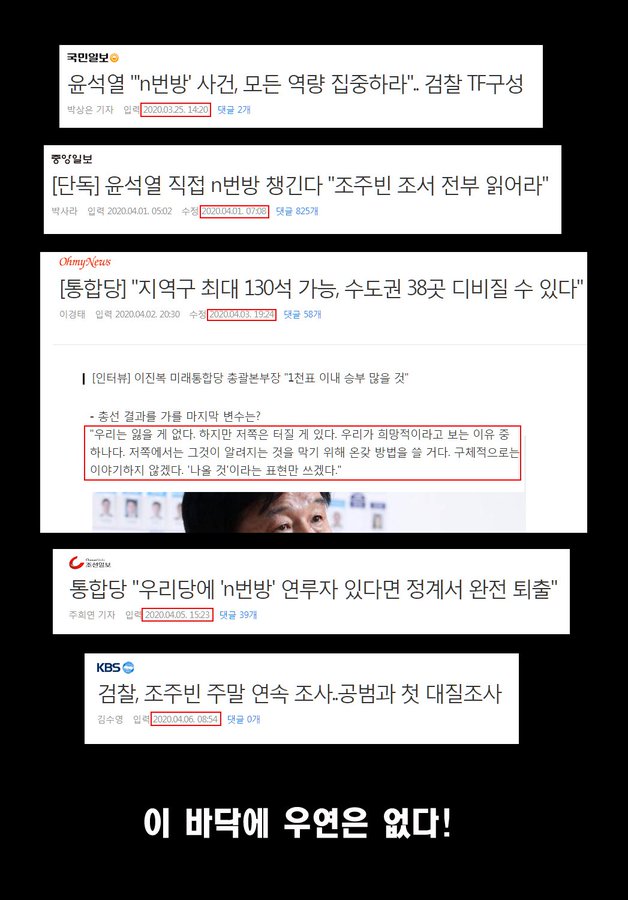 국민일보
윤석열 "'n번방' 사건, 모든 역량 집중하라".. 검찰 TF구성
박상은 기자 입력 2020.03.25. 14:20 댓글 2개
중앙일보
[단독] 윤석열 직접 n번방 챙긴다 "조주빈 조서 전부 읽어라"
박사라 입력 2020.04.01. 05:02 수정 2020.04.01. 07:08 댓글 825개
OhmyNews
[통합당] "지역구 최대 130석 가능, 수도권 38곳 디비질 수 있다"
이경태 입력 2020.04.02. 20:30 수정 2020.04.03. 19:24 댓글 58개
[인터뷰] 이진복 미래통합당 총괄본부장 "1천표 이내 승부 많을 것"
- 총선 결과를 가를 마지막 변수는?
"우리는 잃을 게 없다. 하지만 저쪽은 터질 게 있다. 우리가 희망적이라고 보는 이유 중
하나다. 저쪽에서는 그것이 알려지는 것을 막기 위해 온갖 방법을 쓸 거다. 구체적으로는
이야기하지 않겠다. '나올 것'이라는 표현만 쓰겠다."
조선일보
통합당 "우리당에 'n번방' 연루자 있다면 정계서 완전 퇴출"
주희연 기자 입력 2020.04.05. 15:23 댓글 39개
KBS
검찰, 조주빈 주말 연속 조사..공범과 첫 대질조사
김수영 입력 2020.04.06. 08:54 댓글 0개
이 바닥에 우연은 없다!